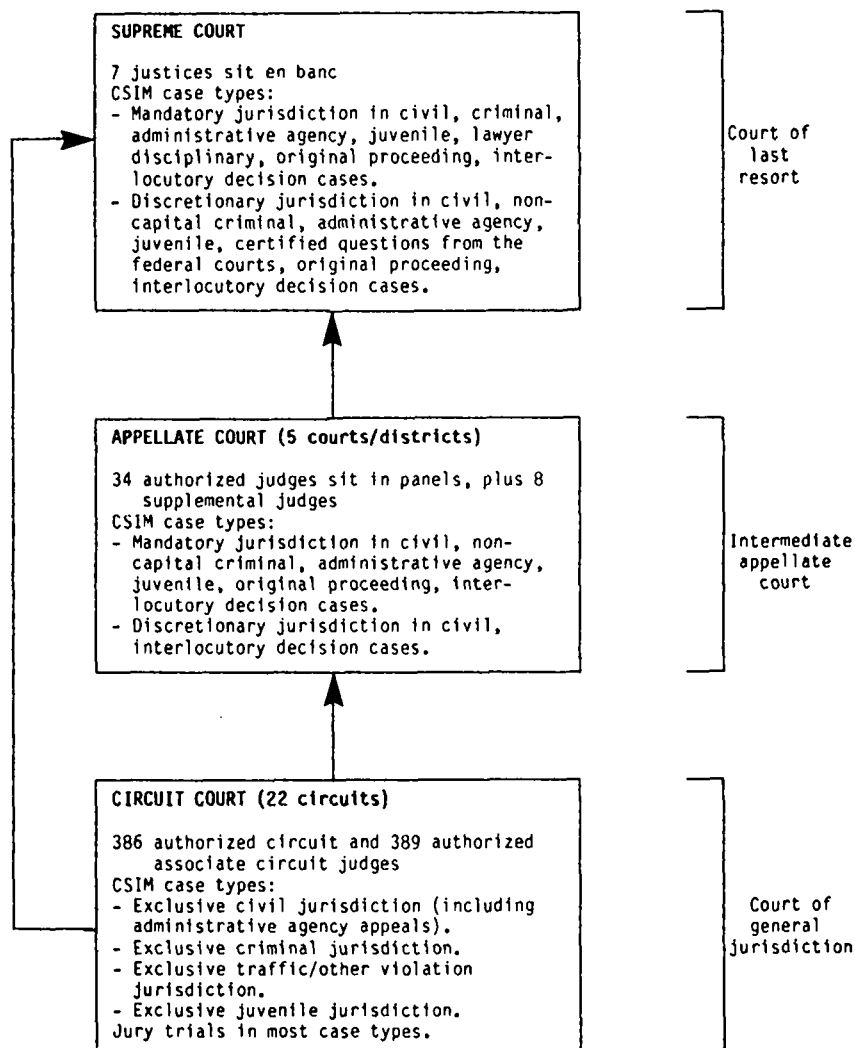 SUPREME COURT
7 justices sit en banc
CSIM case types:
- Mandatory jurisdiction in civil, criminal,
administrative agency, juvenile, lawyer
disciplinary, original proceeding, inter-
locutory decision cases.
- Discretionary jurisdiction in civil, non-
capital criminal, administrative agency,
juvenile, certified questions from the
federal courts, original proceeding,
interlocutory decision cases.
Court of
last
resort
APPELLATE COURT (5 courts/districts)
34 authorized judges sit in panels, plus 8
supplemental judges
CSIM case types:
- Mandatory jurisdiction in civil, non-
capital criminal, administrative agency,
juvenile, original proceeding, inter-
locutory decision cases.
- Discretionary jurisdiction in civil,
interlocutory decision cases.
Intermediate
appellate
court
CIRCUIT COURT (22 circuits)
386 authorized circuit and 389 authorized
associate circuit judges
CSIM case types:
- Exclusive civil jurisdiction (including
administrative agency appeals).
- Exclusive criminal jurisdiction.
- Exclusive traffic/other violation
jurisdiction.
- Exclusive juvenile jurisdiction.
Jury trials in most case types.
Court of
general
jurisdiction